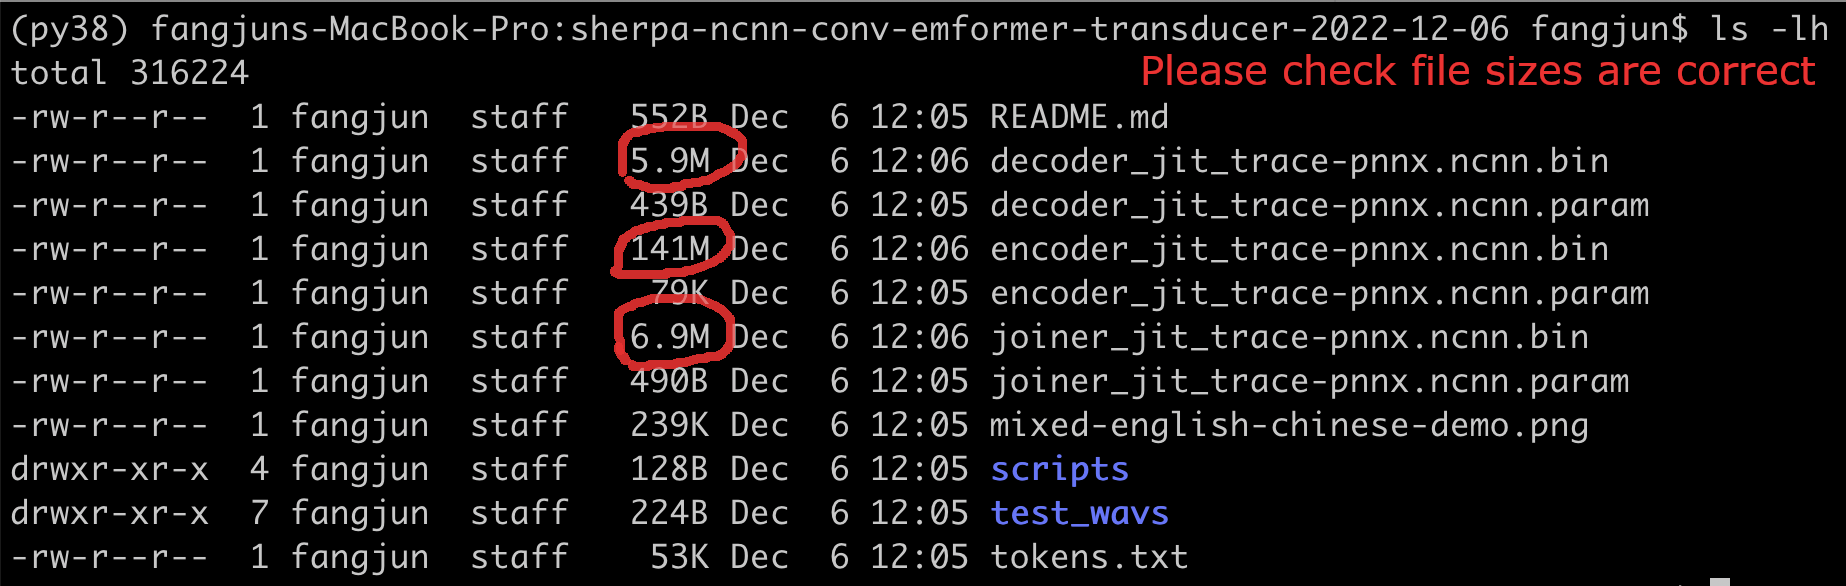 (py38) fangjuns-MacBook-Pro:sherpa-ncnn-conv-emformer-transducer-2022-12-06 fangjun$ ls -lh
total 316224
Please check file sizes are correct
-rw-r--r--  1 fangjun  staff   552B Dec  6 12:05 README.md
-rw-r--r--  1 fangjun  staff   5.9M Dec  6 12:06 decoder_jit_trace-pnnx.ncnn.bin
-rw-r--r--  1 fangjun  staff   439B Dec  6 12:05 decoder_jit_trace-pnnx.ncnn.param
-rw-r--r--  1 fangjun  staff   141M Dec  6 12:06 encoder_jit_trace-pnnx.ncnn.bin
-rw-r--r--  1 fangjun  staff    79K Dec  6 12:05 encoder_jit_trace-pnnx.ncnn.param
-rw-r--r--  1 fangjun  staff   6.9M Dec  6 12:06 joiner_jit_trace-pnnx.ncnn.bin
-rw-r--r--  1 fangjun  staff   490B Dec  6 12:05 joiner_jit_trace-pnnx.ncnn.param
-rw-r--r--  1 fangjun  staff   239K Dec  6 12:05 mixed-english-chinese-demo.png
drwxr-xr-x  4 fangjun  staff   128B Dec  6 12:05 scripts
drwxr-xr-x  7 fangjun  staff   224B Dec  6 12:05 test_wavs
-rw-r--r--  1 fangjun  staff    53K Dec  6 12:05 tokens.txt